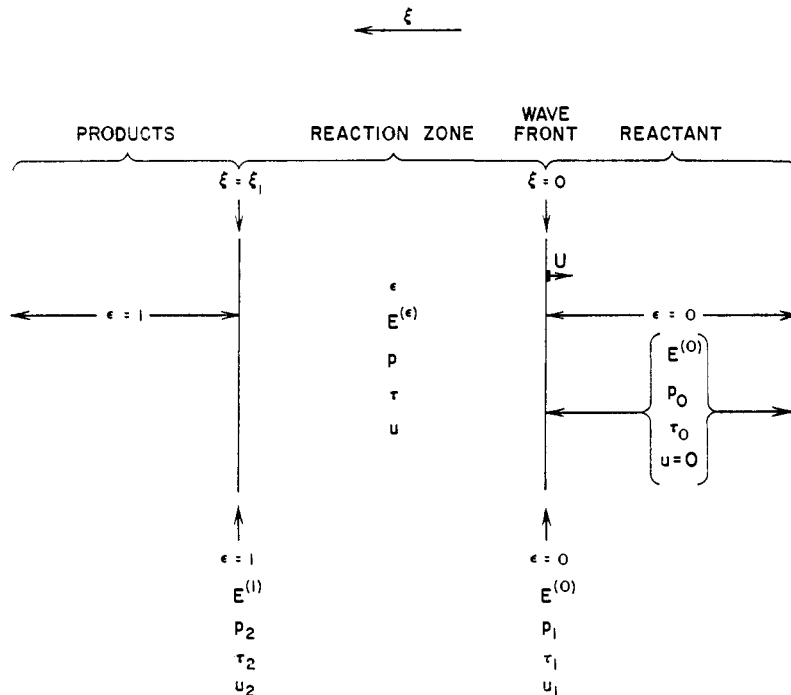 ξ
PRODUCTS REACTION ZONE WAVE FRONT REACTANT
ξ = ξ₁ ξ = 0
U
ϵ
ϵ = 1 E⁽ᵋ⁾ ϵ = 0
p E⁽⁰⁾
τ p₀
u τ₀
u = 0
ϵ = 1 ϵ = 0
E⁽¹⁾ E⁽⁰⁾
p₂ p₁
τ₂ τ₁
u₂ u₁